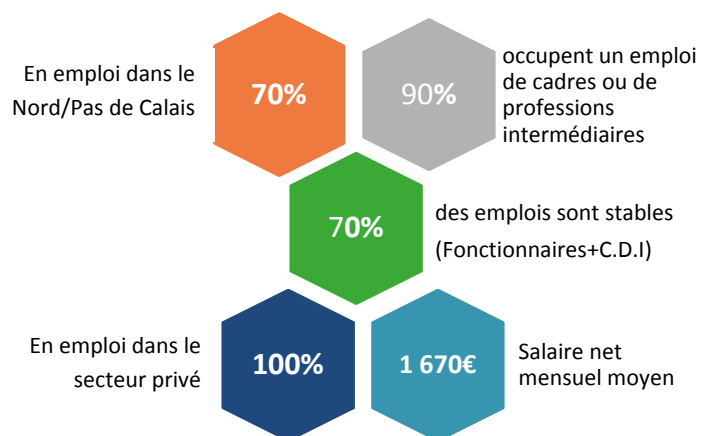 En emploi dans le
Nord/Pas de Calais
70%
90%
occupent un emploi
de cadres ou de
professions
intermédiaires
70%
des emplois sont stables
(Fonctionnaires+C.D.I)
En emploi dans le
secteur privé
100%
1 670€
Salaire net
mensuel moyen